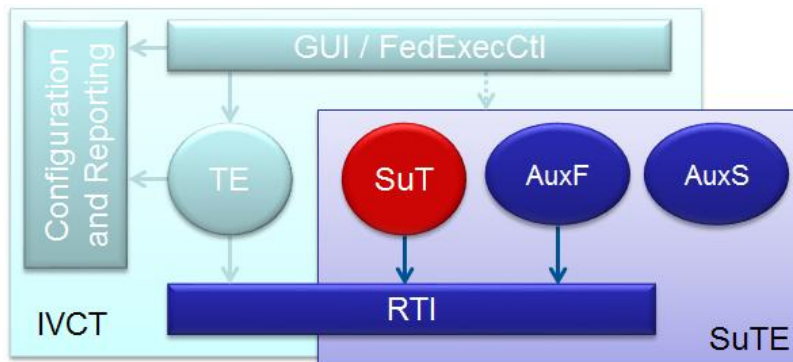 GUI / FedExecCtl
Configuration
and Reporting
TE
SuT
AuxF
AuxS
RTI
IVCT
SuTE